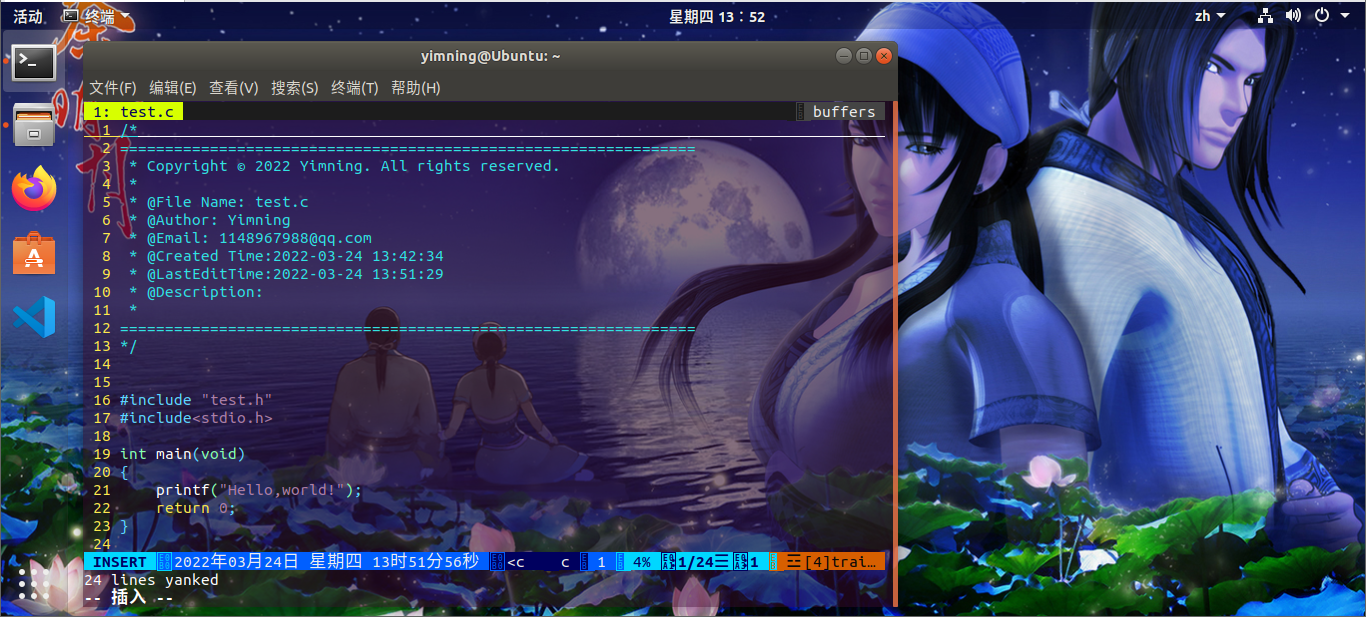 活动 终端 星期四 13：52 zh
yimning@Ubuntu: ~
文件(F) 编辑(E) 查看(V) 搜索(S) 终端(T) 帮助(H)
1: test.c buffers
1 /*
2 ================================================================
3 * Copyright © 2022 Yimning. All rights reserved.
4 *
5 * @File Name: test.c
6 * @Author: Yimning
7 * @Email: 1148967988@qq.com
8 * @Created Time:2022-03-24 13:42:34
9 * @LastEditTime:2022-03-24 13:51:29
10 * @Description:
11 *
12 ================================================================
13 */
14
15
16 #include "test.h"
17 #include<stdio.h>
18
19 int main(void)
20 {
21     printf("Hello,world!");
22     return 0;
23 }
24
INSERT 2022年03月24日 星期四 13时51分56秒 <c c 1 4% 1/24☰ 1 ☲[4]trai…
24 lines yanked
-- 插入 --